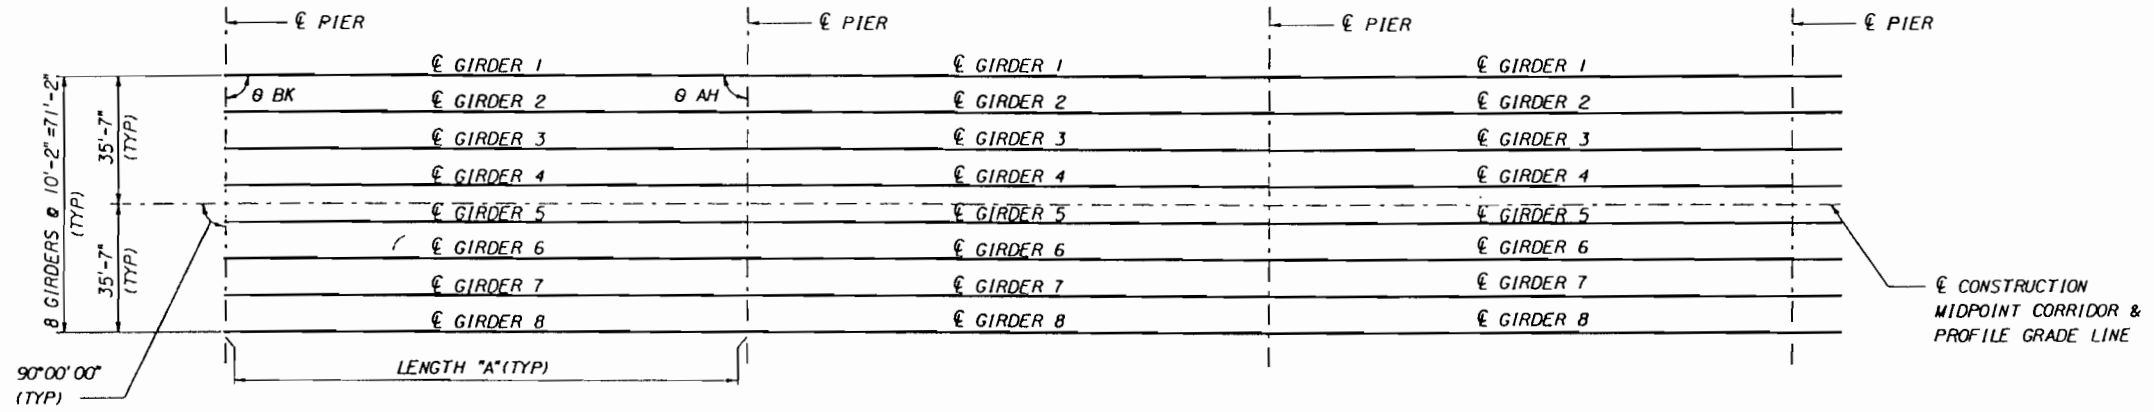 ℄ PIER
℄ PIER
℄ PIER
℄ PIER
℄ GIRDER 1
℄ GIRDER 1
℄ GIRDER 1
θ BK
℄ GIRDER 2
θ AH
℄ GIRDER 2
℄ GIRDER 2
℄ GIRDER 3
℄ GIRDER 3
℄ GIRDER 3
℄ GIRDER 4
℄ GIRDER 4
℄ GIRDER 4
℄ GIRDER 5
℄ GIRDER 5
℄ GIRDER 5
℄ GIRDER 6
℄ GIRDER 6
℄ GIRDER 6
℄ GIRDER 7
℄ GIRDER 7
℄ GIRDER 7
℄ GIRDER 8
℄ GIRDER 8
℄ GIRDER 8
8 GIRDERS @ 10'-2"=71'-2"
(TYP)
35'-7"
(TYP)
35'-7"
(TYP)
90°00'00"
(TYP)
LENGTH "A"(TYP)
℄ CONSTRUCTION
MIDPOINT CORRIDOR &
PROFILE GRADE LINE